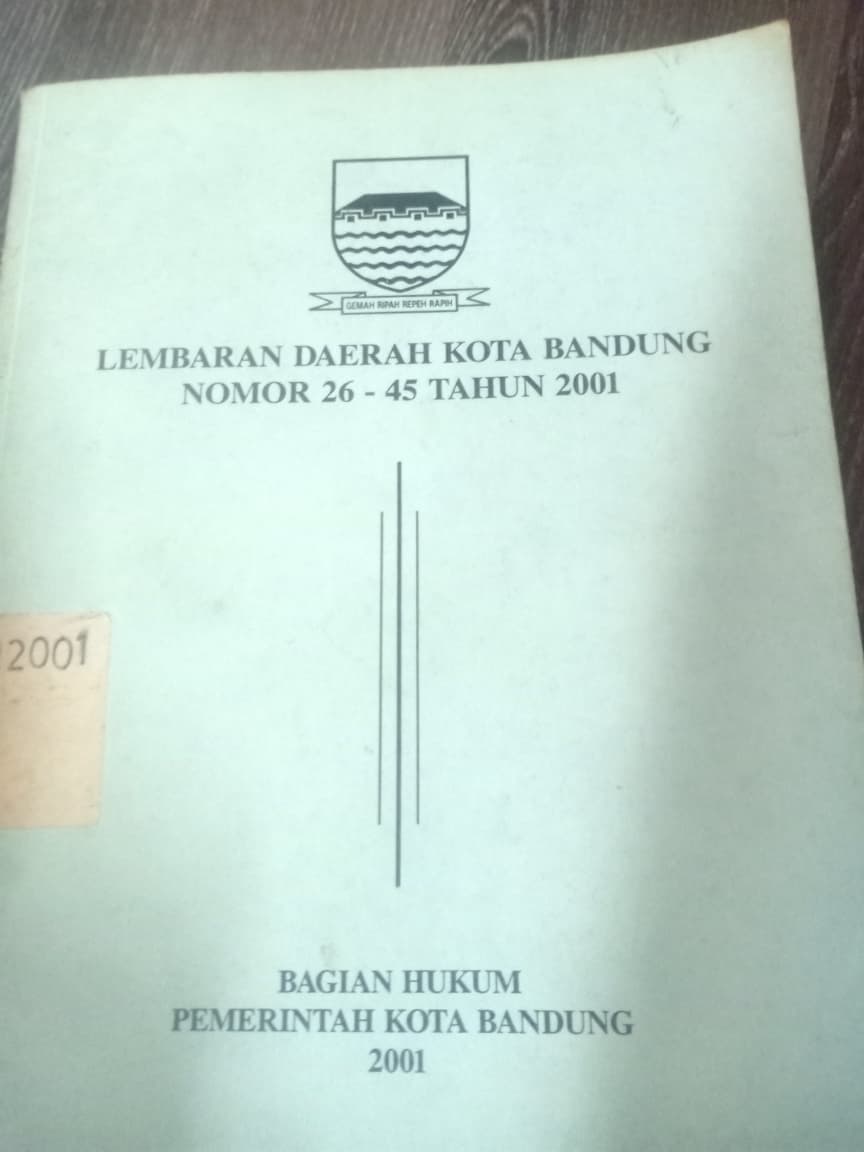 GEMAH RIPAH REPEH RAPIH
LEMBARAN DAERAH KOTA BANDUNG
NOMOR 26 - 45 TAHUN 2001
2001
BAGIAN HUKUM
PEMERINTAH KOTA BANDUNG
2001